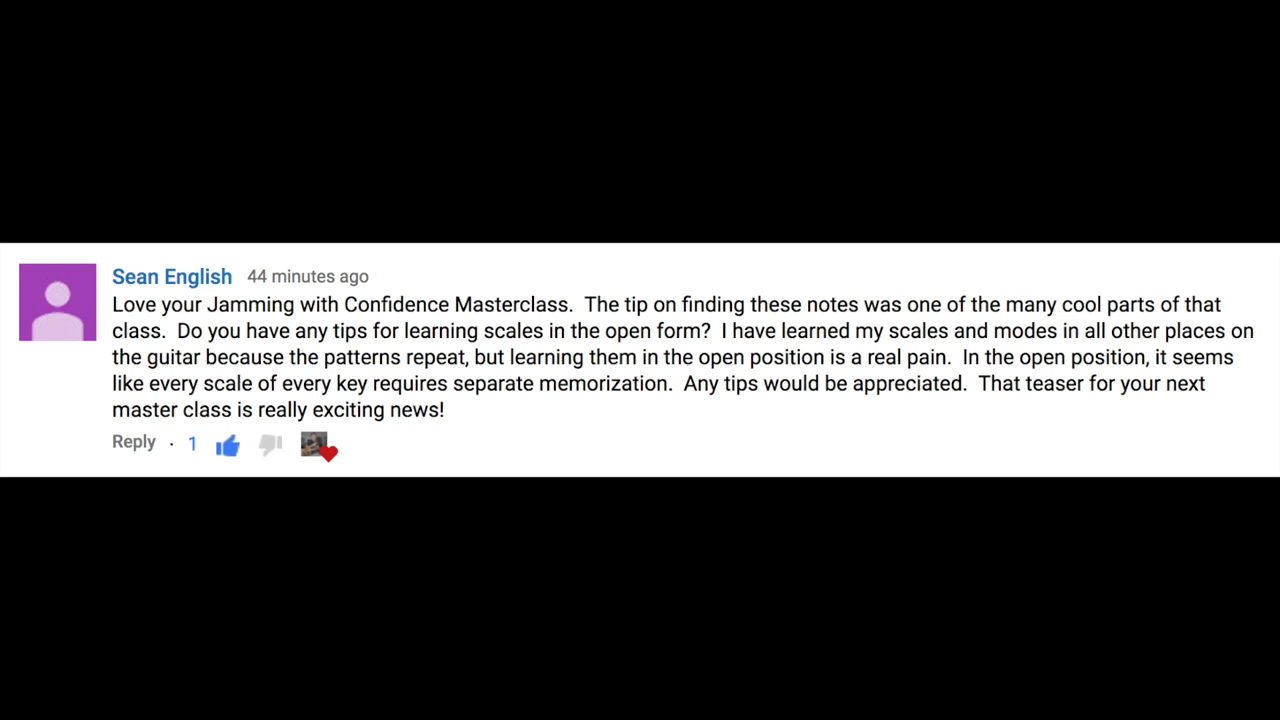 Sean English 44 minutes ago
Love your Jamming with Confidence Masterclass. The tip on finding these notes was one of the many cool parts of that
class. Do you have any tips for learning scales in the open form? I have learned my scales and modes in all other places on
the guitar because the patterns repeat, but learning them in the open position is a real pain. In the open position, it seems
like every scale of every key requires separate memorization. Any tips would be appreciated. That teaser for your next
master class is really exciting news!
Reply · 1